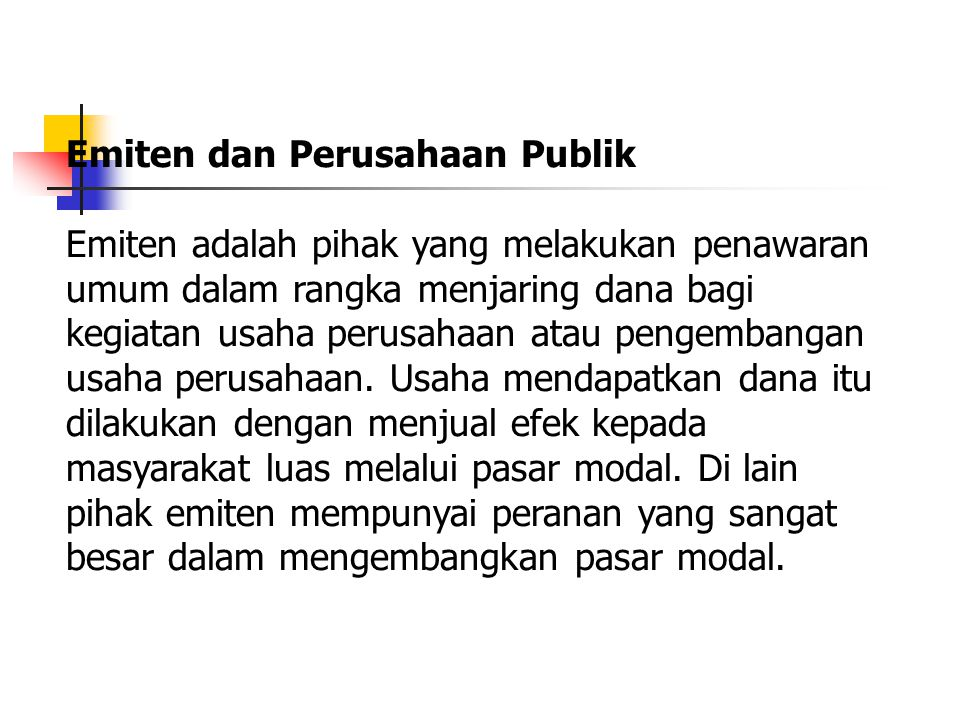 Emiten dan Perusahaan Publik
Emiten adalah pihak yang melakukan penawaran
umum dalam rangka menjaring dana bagi
kegiatan usaha perusahaan atau pengembangan
usaha perusahaan. Usaha mendapatkan dana itu
dilakukan dengan menjual efek kepada
masyarakat luas melalui pasar modal. Di lain
pihak emiten mempunyai peranan yang sangat
besar dalam mengembangkan pasar modal.